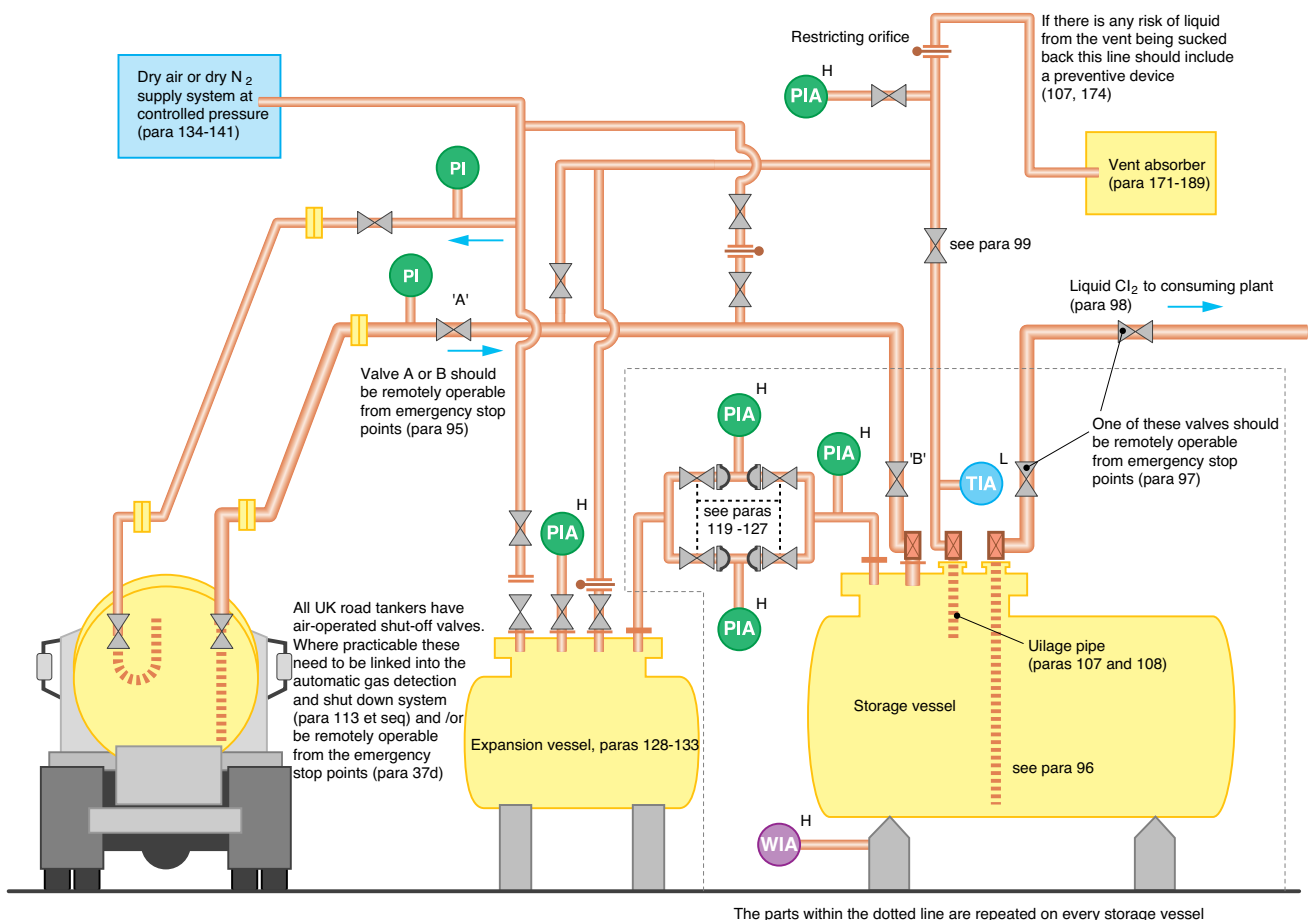 Restricting orifice
If there is any risk of liquid
from the vent being sucked
back this line should include
a preventive device
(107, 174)
H
PIA
Dry air or dry N2
supply system at
controlled pressure
(para 134-141)
PI
Vent absorber
(para 171-189)
see para 99
PI
'A'
Liquid Cl2 to consuming plant
(para 98)
Valve A or B should
be remotely operable
from emergency stop
points (para 95)
H
PIA
H
PIA
'B'
L
TIA
One of these valves should
be remotely operable
from emergency stop
points (para 97)
see paras
119 -127
H
PIA
H
PIA
All UK road tankers have
air-operated shut-off valves.
Where practicable these
need to be linked into the
automatic gas detection
and shut down system
(para 113 et seq) and /or
be remotely operable
from the emergency
stop points (para 37d)
Uilage pipe
(paras 107 and 108)
Storage vessel
Expansion vessel, paras 128-133
see para 96
H
WIA
The parts within the dotted line are repeated on every storage vessel